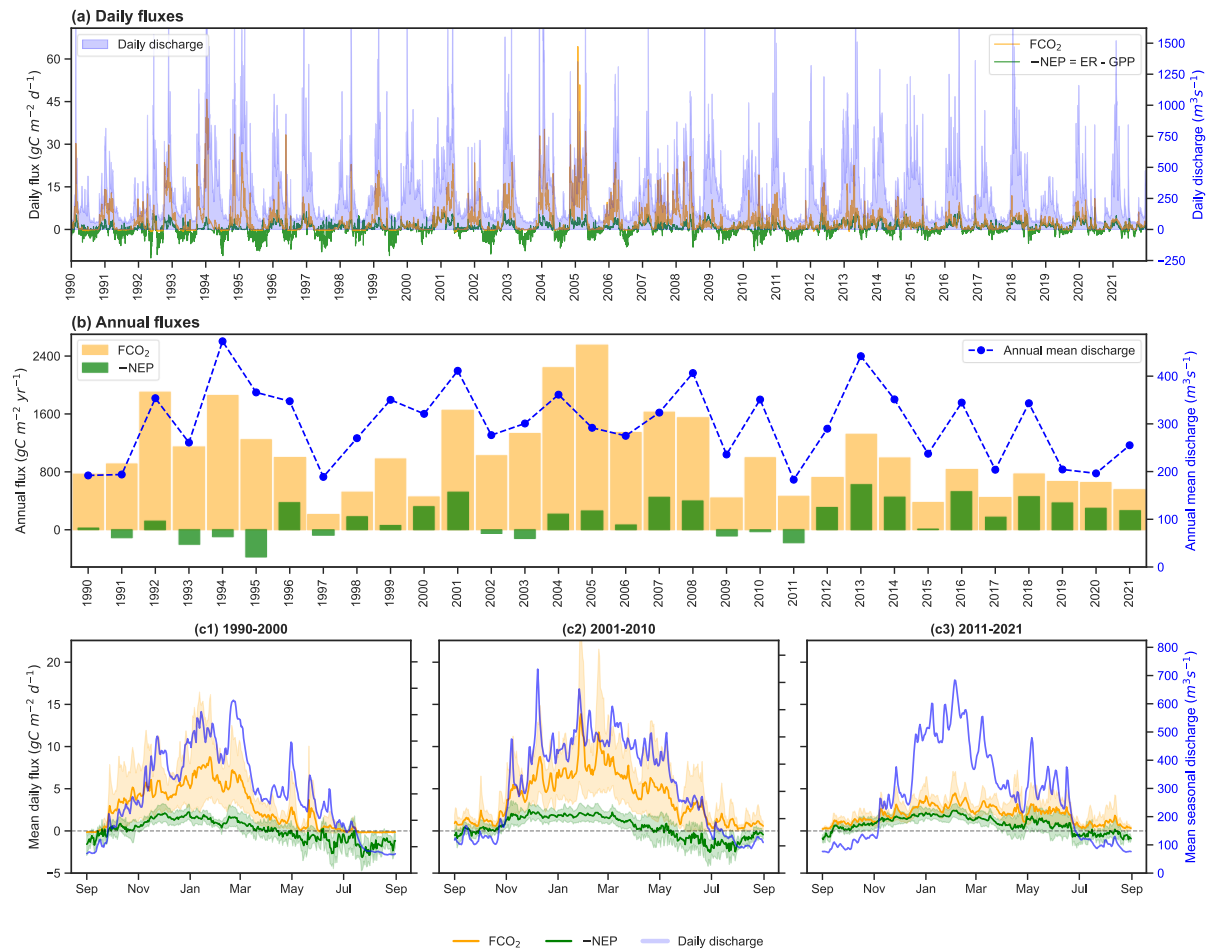 (a) Daily fluxes
Daily discharge
FCO₂
−NEP = ER - GPP
Daily flux (gC m⁻² d⁻¹)
60
45
30
15
0
1500
1250
1000
750
500
250
0
−250
Daily discharge (m³s⁻¹)
1990 1991 1992 1993 1994 1995 1996 1997 1998 1999 2000 2001 2002 2003 2004 2005 2006 2007 2008 2009 2010 2011 2012 2013 2014 2015 2016 2017 2018 2019 2020 2021
(b) Annual fluxes
FCO₂
−NEP
Annual mean discharge
Annual flux (gC m⁻² yr⁻¹)
2400
1600
800
0
400
300
200
100
0
Annual mean discharge (m³s⁻¹)
1990 1991 1992 1993 1994 1995 1996 1997 1998 1999 2000 2001 2002 2003 2004 2005 2006 2007 2008 2009 2010 2011 2012 2013 2014 2015 2016 2017 2018 2019 2020 2021
(c1) 1990-2000
(c2) 2001-2010
(c3) 2011-2021
Mean daily flux (gC m⁻² d⁻¹)
20
15
10
5
0
−5
800
700
600
500
400
300
200
100
0
Mean seasonal discharge (m³s⁻¹)
Sep Nov Jan Mar May Jul Sep
Sep Nov Jan Mar May Jul Sep
Sep Nov Jan Mar May Jul Sep
FCO₂ −NEP Daily discharge